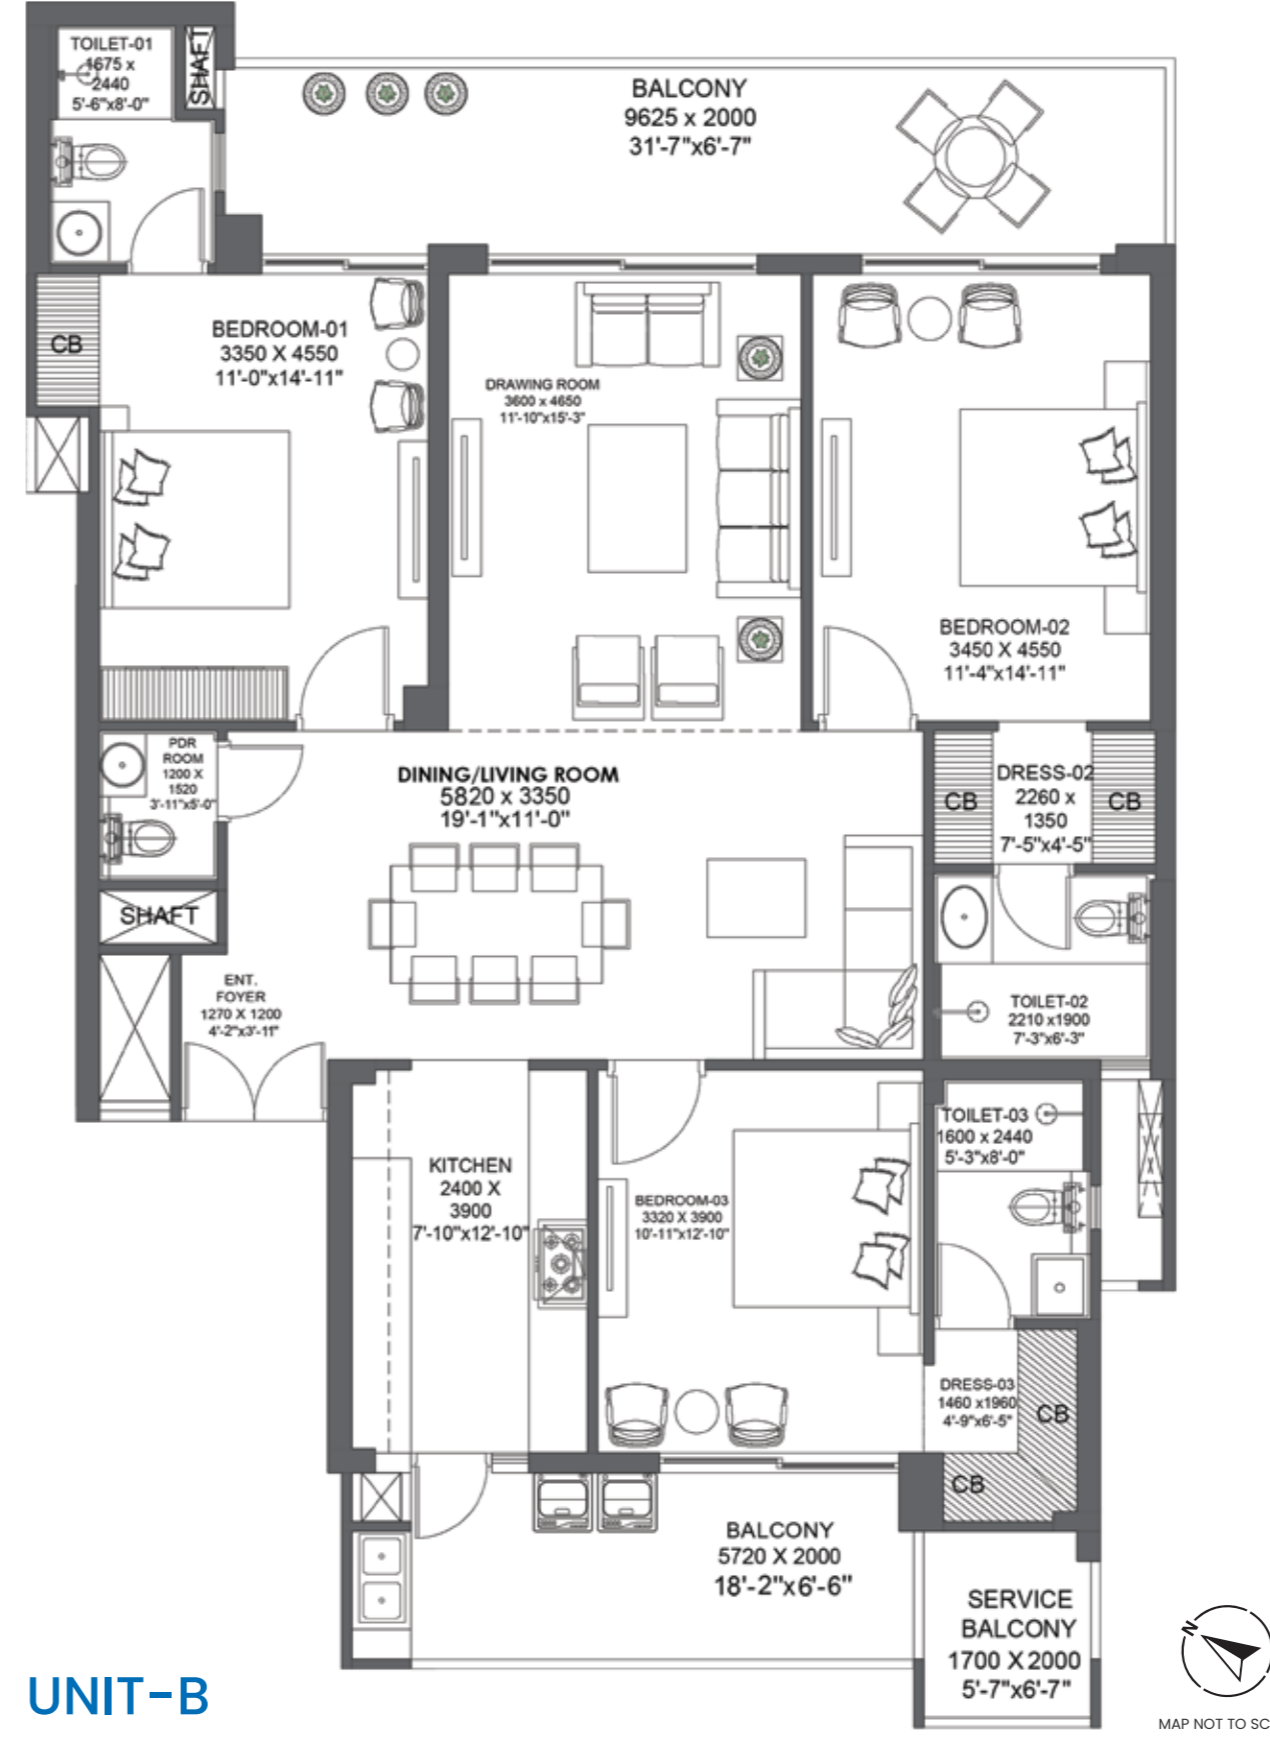 TOILET-01
1675 x
2440
5'-6"x8'-0"
SHAFT
BALCONY
9625 x 2000
31'-7"x6'-7"
CB
BEDROOM-01
3350 X 4550
11'-0"x14'-11"
DRAWING ROOM
3600 x 4650
11'-10"x15'-3"
BEDROOM-02
3450 X 4550
11'-4"x14'-11"
PDR
ROOM
1200 X
1520
3'-11"x5'-0"
DINING/LIVING ROOM
5820 x 3350
19'-1"x11'-0"
CB
DRESS-02
2260 x
1350
7'-5"x4'-5"
CB
SHAFT
ENT.
FOYER
1270 X 1200
4'-2"x3'-11"
TOILET-02
2210 x1900
7'-3"x6'-3"
KITCHEN
2400 X
3900
7'-10"x12'-10"
BEDROOM-03
3320 X 3900
10'-11"x12'-10"
TOILET-03
1600 x 2440
5'-3"x8'-0"
DRESS-03
1460 x1960
4'-9"x6'-5"
CB
CB
BALCONY
5720 X 2000
18'-2"x6'-6"
SERVICE
BALCONY
1700 X 2000
5'-7"x6'-7"
UNIT-B
N
MAP NOT TO SC